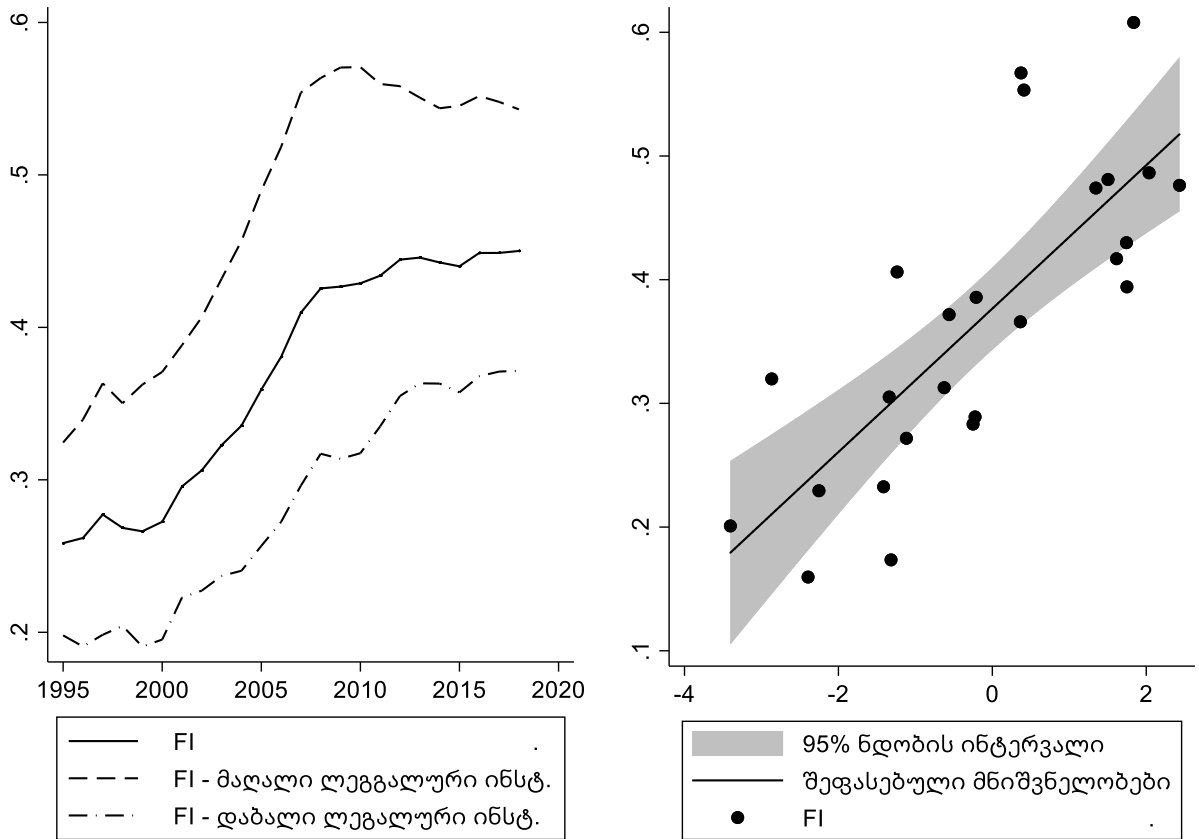 .6
.5
.4
.3
.2
1995 2000 2005 2010 2015 2020
FI .
FI - მაღალი ლეგგალური ინსტ.
FI - დაბალი ლეგალური ინსტ.
.6
.5
.4
.3
.2
.1
-4 -2 0 2
95% ნდობის ინტერვალი
შეფასებული მნიშვნელობები
FI .